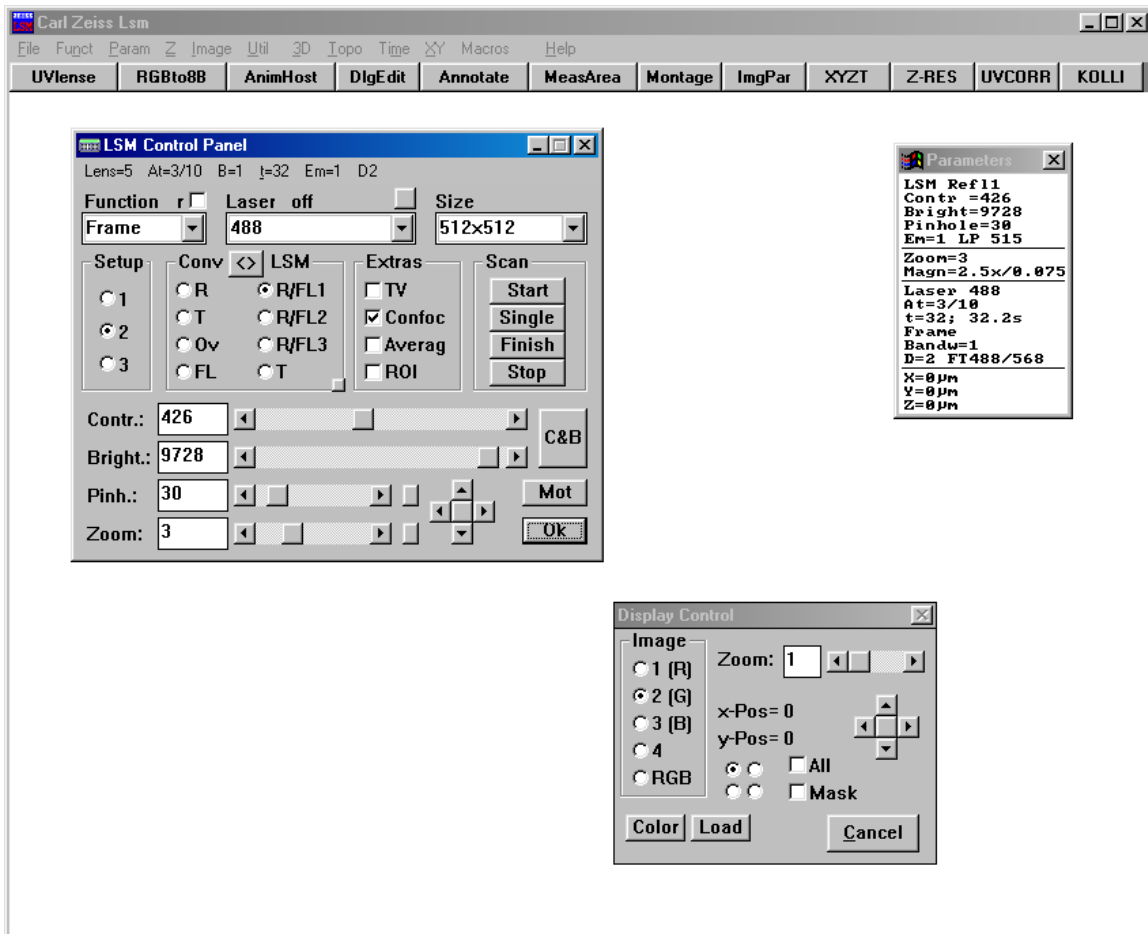 ZEISS LSM Carl Zeiss Lsm
File Funct Param Z Image Util 3D Topo Time XY Macros Help
UVlense RGBto8B AnimHost DlgEdit Annotate MeasArea Montage ImgPar XYZT Z-RES UVCORR KOLLI
LSM Control Panel
Lens=5 At=3/10 B=1 t=32 Em=1 D2
Function r Laser off Size
Frame 488 512x512
Setup Conv <> LSM Extras Scan
1
2
3
R R/FL1
T R/FL2
Ov R/FL3
FL T
TV
Confoc
Averag
ROI
Start
Single
Finish
Stop
Contr.: 426
Bright.: 9728
C&B
Pinh.: 30 Mot
Zoom: 3 Ok
Parameters
LSM Refl1
Contr =426
Bright=9728
Pinhole=30
Em=1 LP 515
Zoom=3
Magn=2.5x/0.075
Laser 488
At=3/10
t=32; 32.2s
Frame
Bandw=1
D=2 FT488/568
X=0µm
Y=0µm
Z=0µm
Display Control
Image
1 (R)
2 (G)
3 (B)
4
RGB
Zoom: 1
x-Pos= 0
y-Pos= 0
All
Mask
Color Load Cancel